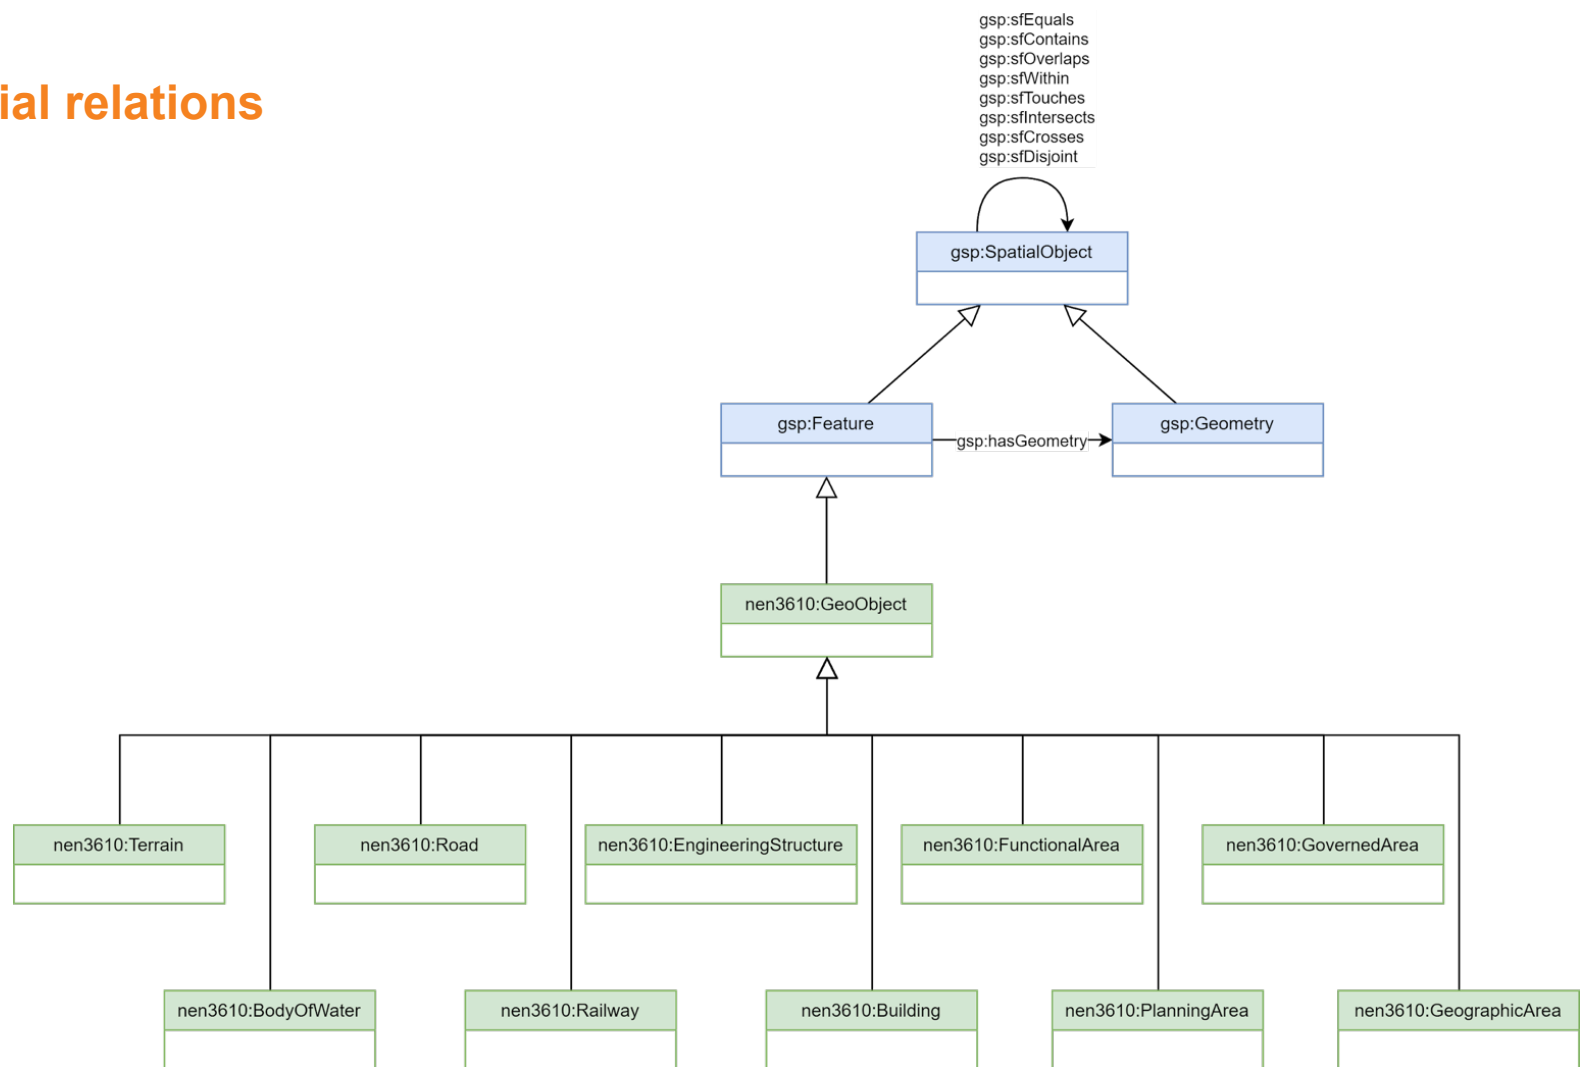 gsp:sfEquals
gsp:sfContains
gsp:sfOverlaps
gsp:sfWithin
gsp:sfTouches
gsp:sfIntersects
gsp:sfCrosses
gsp:sfDisjoint
ial relations
gsp:SpatialObject
gsp:Feature
gsp:hasGeometry
gsp:Geometry
nen3610:GeoObject
nen3610:Terrain
nen3610:Road
nen3610:EngineeringStructure
nen3610:FunctionalArea
nen3610:GovernedArea
nen3610:BodyOfWater
nen3610:Railway
nen3610:Building
nen3610:PlanningArea
nen3610:GeographicArea